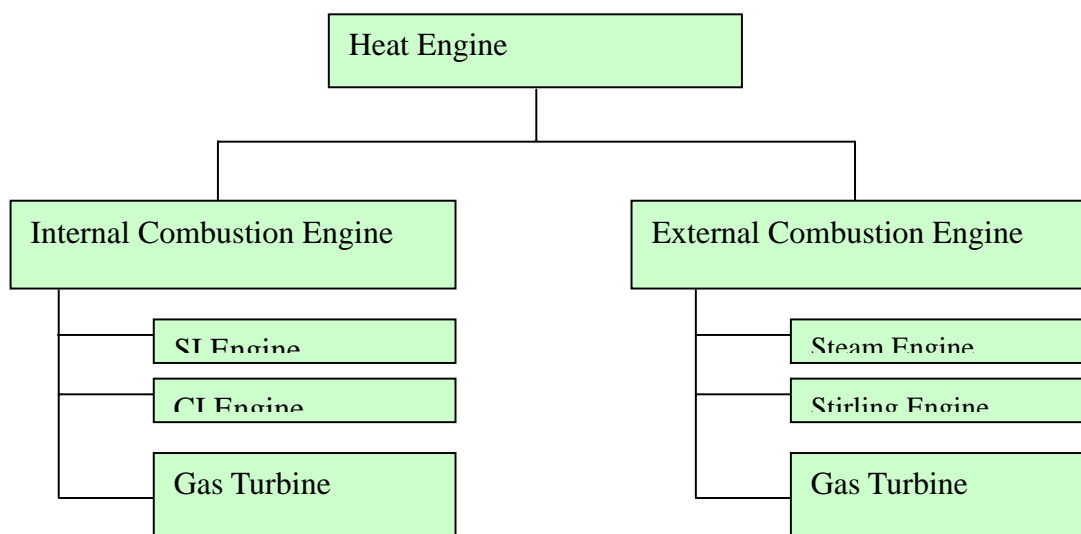 Heat Engine
Internal Combustion Engine
External Combustion Engine
SI Engine
Steam Engine
CI Engine
Stirling Engine
Gas Turbine
Gas Turbine